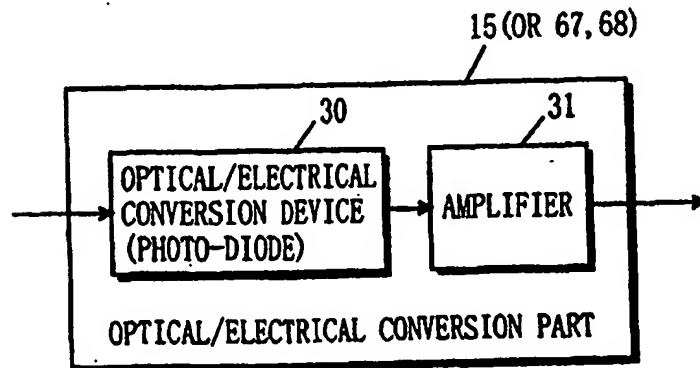 15(OR 67,68)
30
31
OPTICAL/ELECTRICAL
CONVERSION DEVICE
(PHOTO-DIODE)
AMPLIFIER
OPTICAL/ELECTRICAL CONVERSION PART